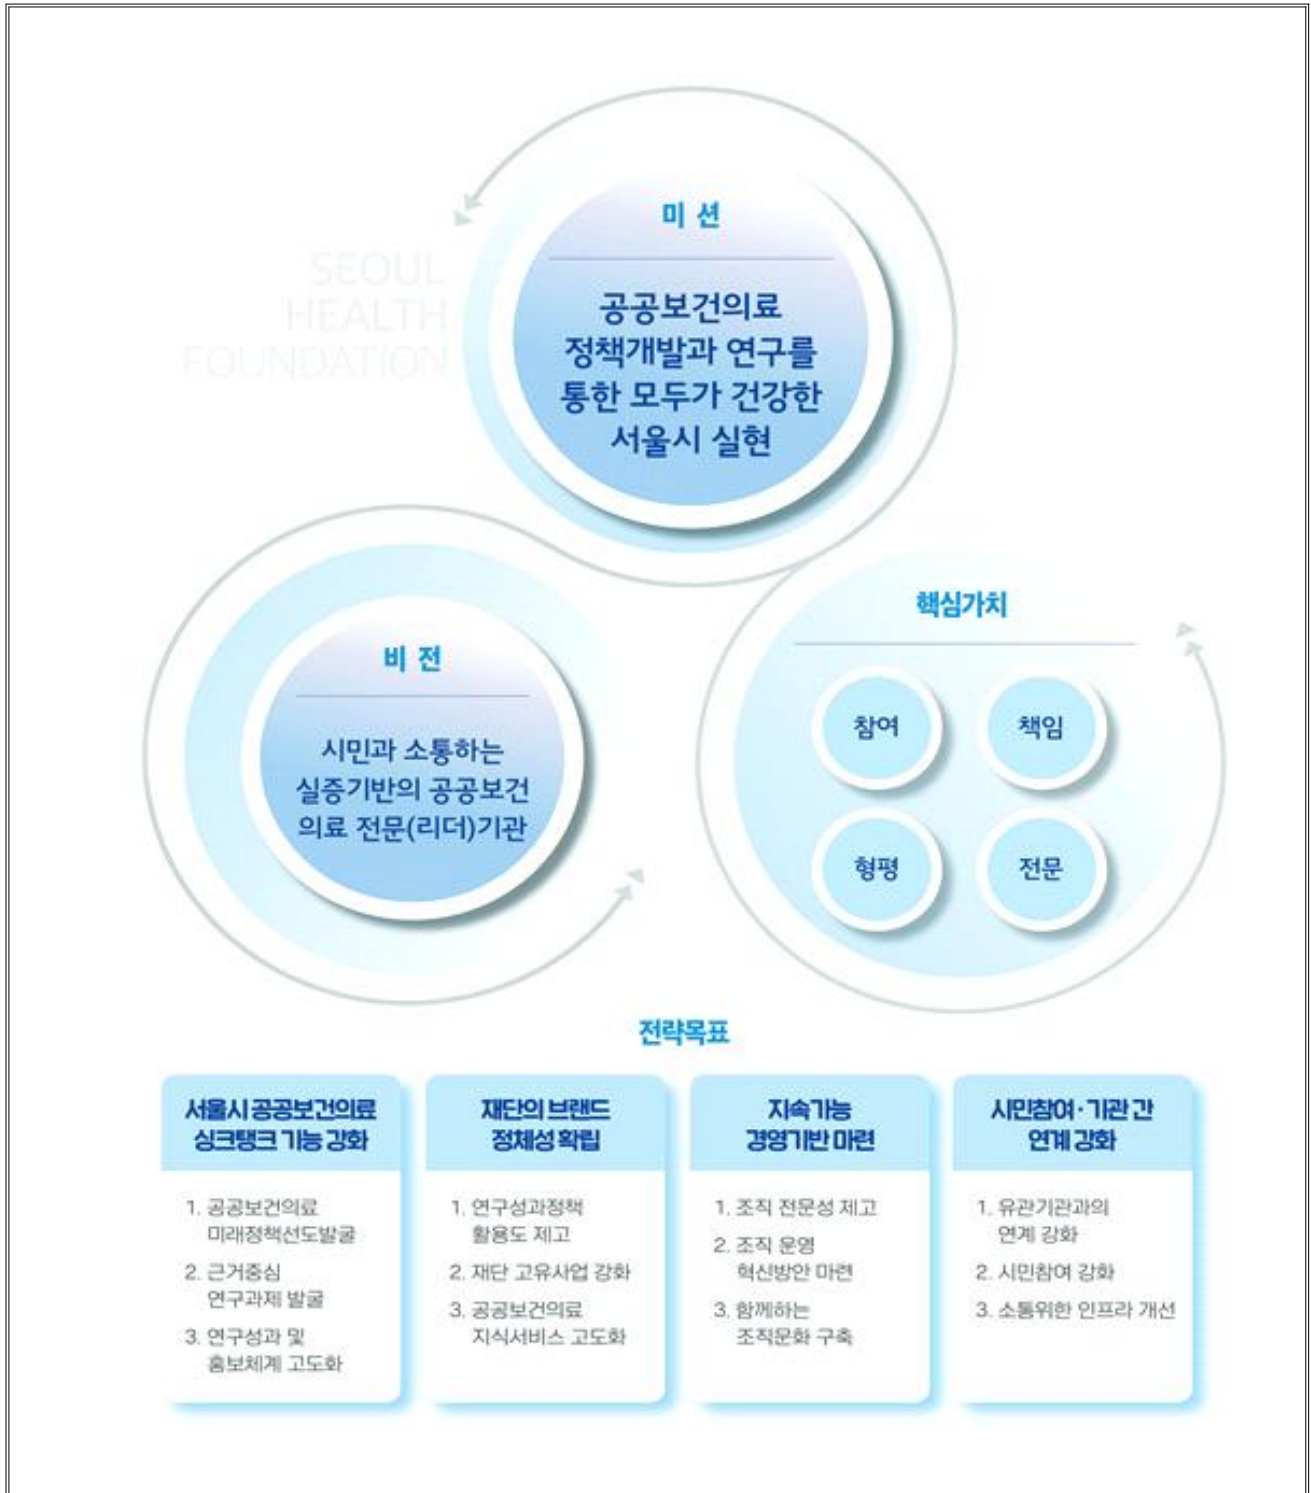 SEOUL
HEALTH
FOUNDATION
미 션
공공보건의료
정책개발과 연구를
통한 모두가 건강한
서울시 실현
비 전
시민과 소통하는
실증기반의 공공보건
의료 전문(리더)기관
핵심가치
참여
책임
형평
전문
전략목표
서울시 공공보건의료
싱크탱크 기능 강화
1. 공공보건의료
미래정책선도발굴
2. 근거중심
연구과제 발굴
3. 연구성과 및
홍보체계 고도화
재단의 브랜드
정체성 확립
1. 연구성과정책
활용도 제고
2. 재단 고유사업 강화
3. 공공보건의료
지식서비스 고도화
지속가능
경영기반 마련
1. 조직 전문성 제고
2. 조직 운영
혁신방안 마련
3. 함께하는
조직문화 구축
시민참여·기관 간
연계 강화
1. 유관기관과의
연계 강화
2. 시민참여 강화
3. 소통위한 인프라 개선